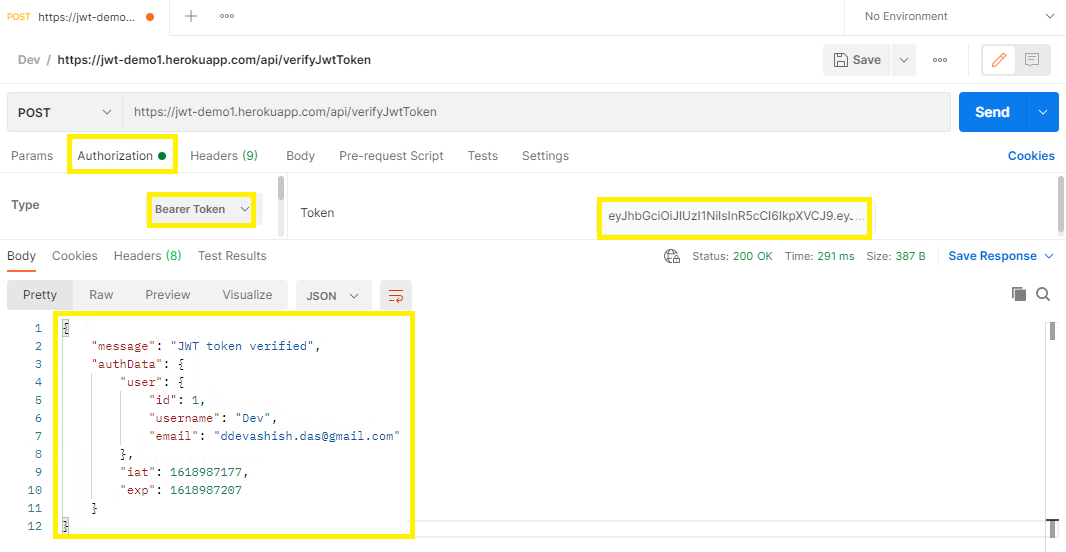 POST https://jwt-demo... No Environment
Dev / https://jwt-demo1.herokuapp.com/api/verifyJwtToken Save
POST https://jwt-demo1.herokuapp.com/api/verifyJwtToken Send
Params Authorization Headers (9) Body Pre-request Script Tests Settings Cookies
Type Bearer Token Token eyJhbGciOiJIUzI1NiIsInR5cCI6IkpXVCJ9.eyJ...
Body Cookies Headers (8) Test Results Status: 200 OK Time: 291 ms Size: 387 B Save Response
Pretty Raw Preview Visualize JSON
1 {
2 "message": "JWT token verified",
3 "authData": {
4 "user": {
5 "id": 1,
6 "username": "Dev",
7 "email": "ddevashish.das@gmail.com"
8 },
9 "iat": 1618987177,
10 "exp": 1618987207
11 }
12 }